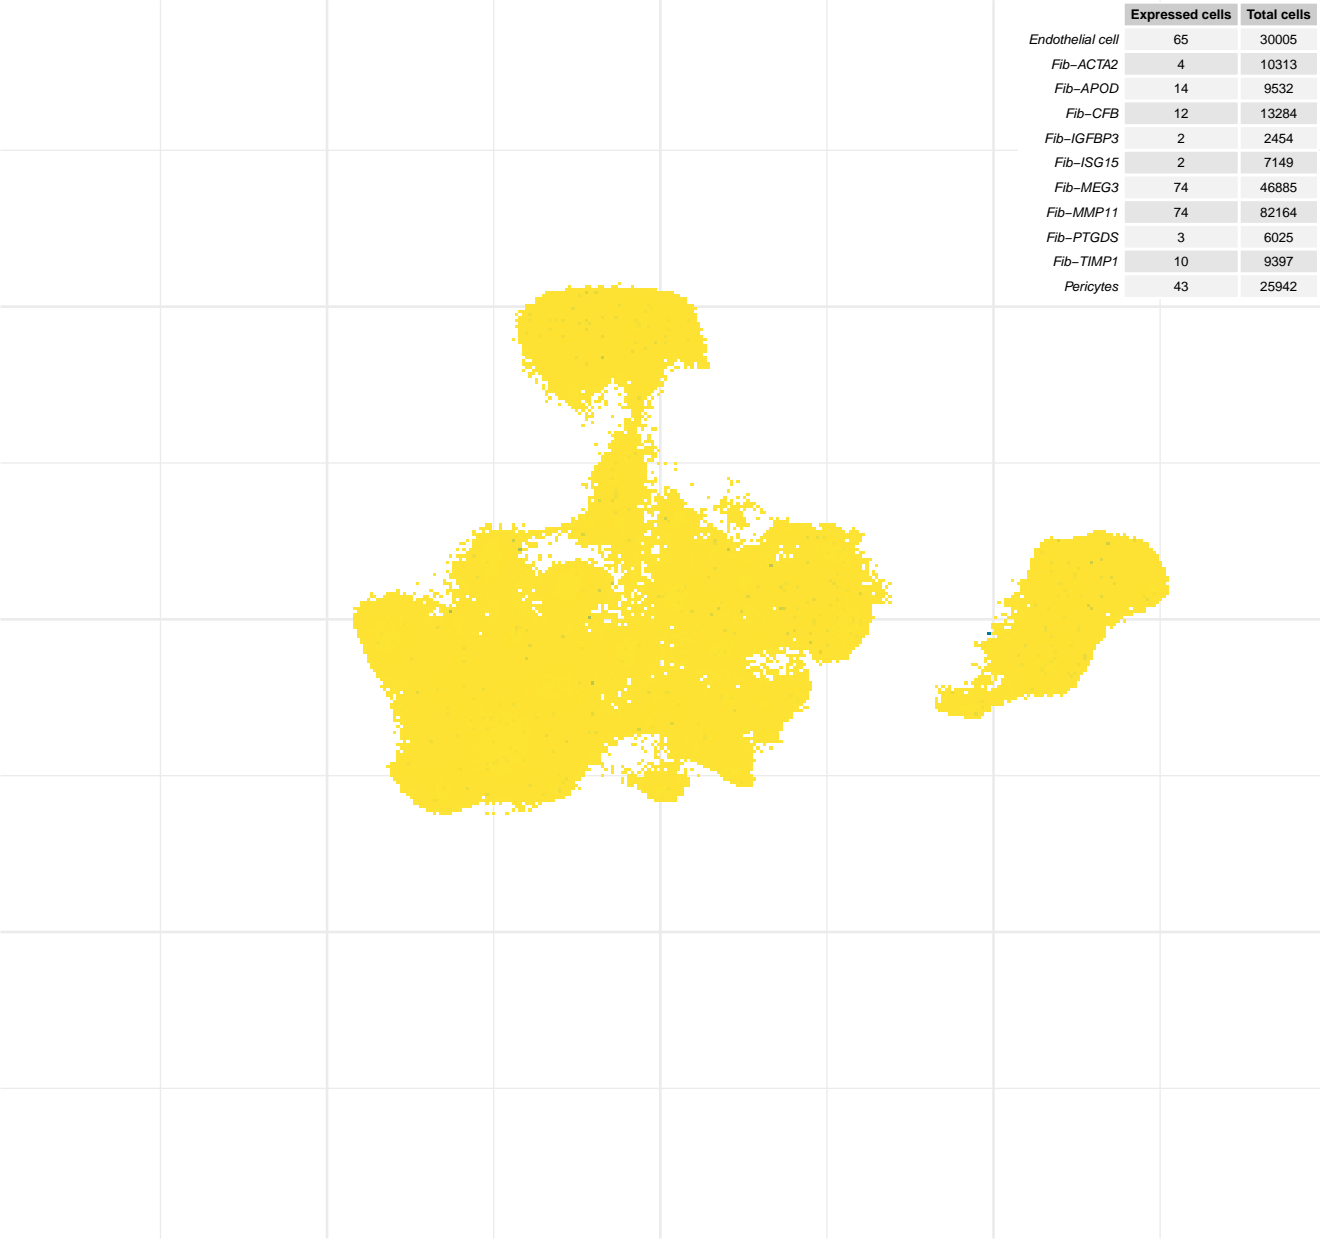 Expressed cells Total cells
Endothelial cell 65 30005
Fib−ACTA2 4 10313
Fib−APOD 14 9532
Fib−CFB 12 13284
Fib−IGFBP3 2 2454
Fib−ISG15 2 7149
Fib−MEG3 74 46885
Fib−MMP11 74 82164
Fib−PTGDS 3 6025
Fib−TIMP1 10 9397
Pericytes 43 25942